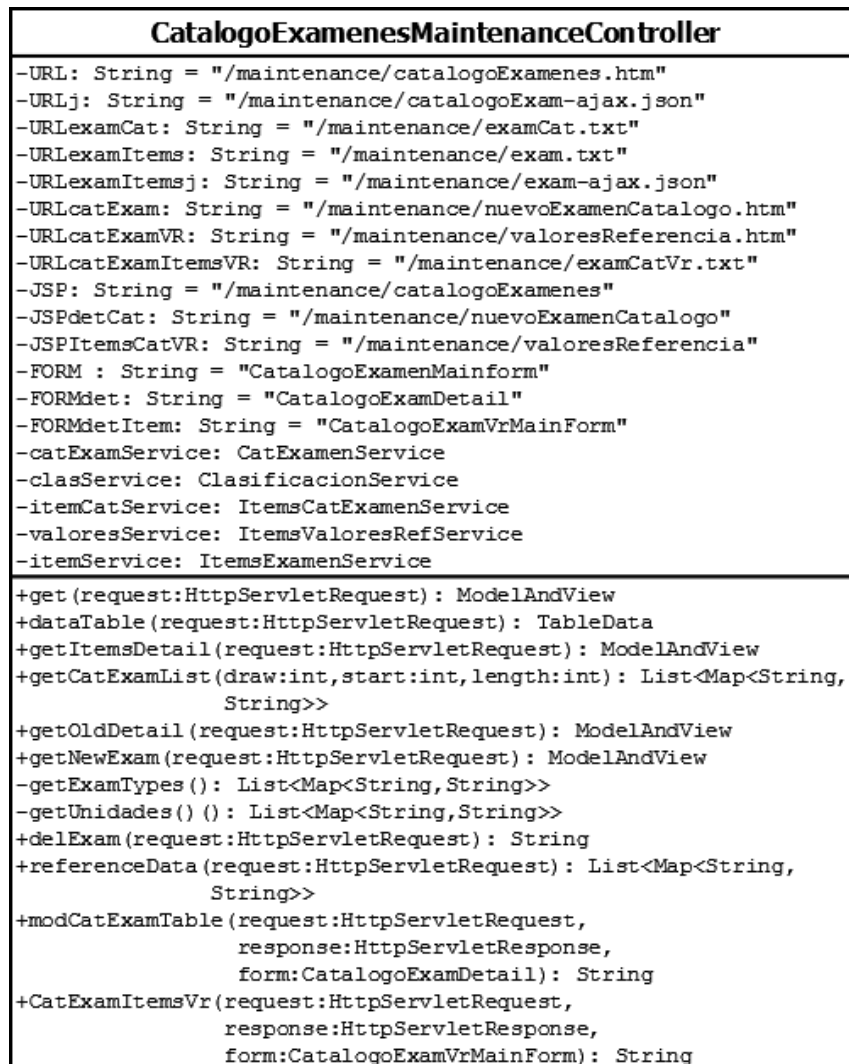 CatalogoExamenesMaintenanceController
-URL: String = "/maintenance/catalogoExamenes.htm"
-URLj: String = "/maintenance/catalogoExam-ajax.json"
-URLexamCat: String = "/maintenance/examCat.txt"
-URLexamItems: String = "/maintenance/exam.txt"
-URLexamItemsj: String = "/maintenance/exam-ajax.json"
-URLcatExam: String = "/maintenance/nuevoExamenCatalogo.htm"
-URLcatExamVR: String = "/maintenance/valoresReferencia.htm"
-URLcatExamItemsVR: String = "/maintenance/examCatVr.txt"
-JSP: String = "/maintenance/catalogoExamenes"
-JSPdetCat: String = "/maintenance/nuevoExamenCatalogo"
-JSPItemsCatVR: String = "/maintenance/valoresReferencia"
-FORM : String = "CatalogoExamenMainform"
-FORMdet: String = "CatalogoExamDetail"
-FORMdetItem: String = "CatalogoExamVrMainForm"
-catExamService: CatExamenService
-clasService: ClasificacionService
-itemCatService: ItemsCatExamenService
-valoresService: ItemsValoresRefService
-itemService: ItemsExamenService
+get(request:HttpServletRequest): ModelAndView
+dataTable(request:HttpServletRequest): TableData
+getItemsDetail(request:HttpServletRequest): ModelAndView
+getCatExamList(draw:int,start:int,length:int): List<Map<String,
String>>
+getOldDetail(request:HttpServletRequest): ModelAndView
+getNewExam(request:HttpServletRequest): ModelAndView
-getExamTypes(): List<Map<String,String>>
-getUnidades()(): List<Map<String,String>>
+delExam(request:HttpServletRequest): String
+referenceData(request:HttpServletRequest): List<Map<String,
String>>
+modCatExamTable(request:HttpServletRequest,
response:HttpServletResponse,
form:CatalogoExamDetail): String
+CatExamItemsVr(request:HttpServletRequest,
response:HttpServletResponse,
form:CatalogoExamVrMainForm): String